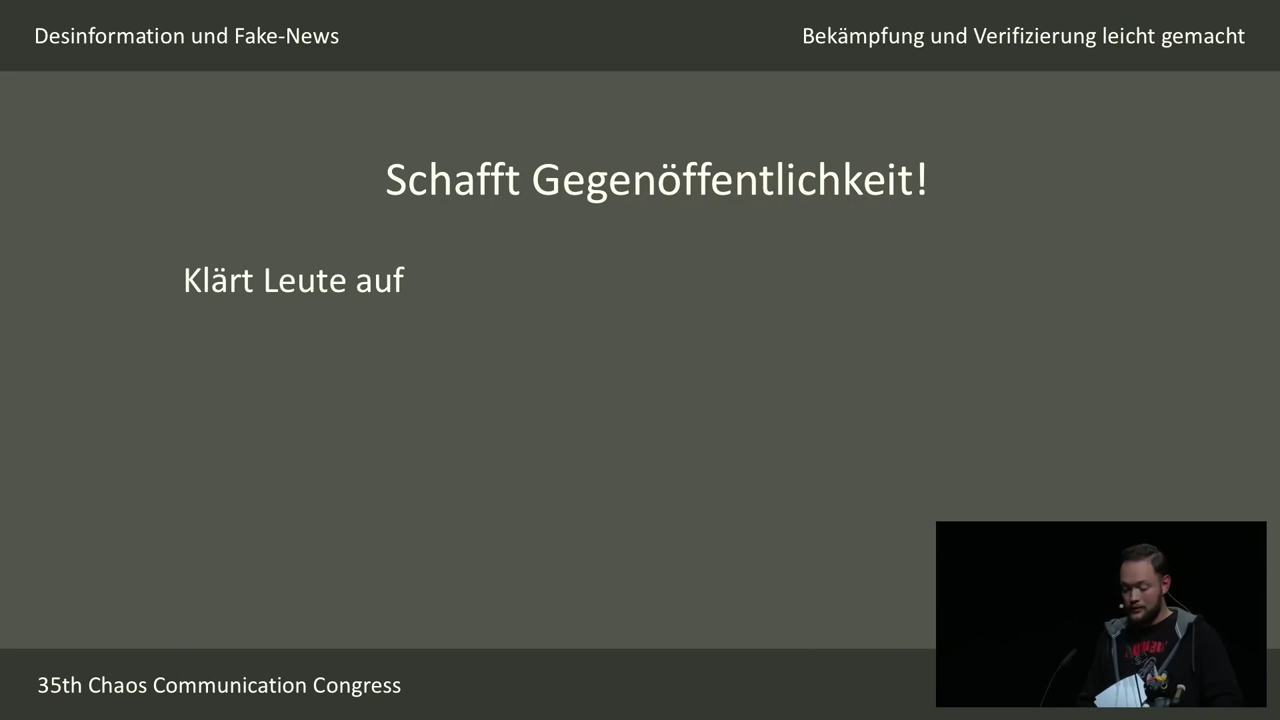 Desinformation und Fake-News
Bekämpfung und Verifizierung leicht gemacht
Schafft Gegenöffentlichkeit!
Klärt Leute auf
35th Chaos Communication Congress